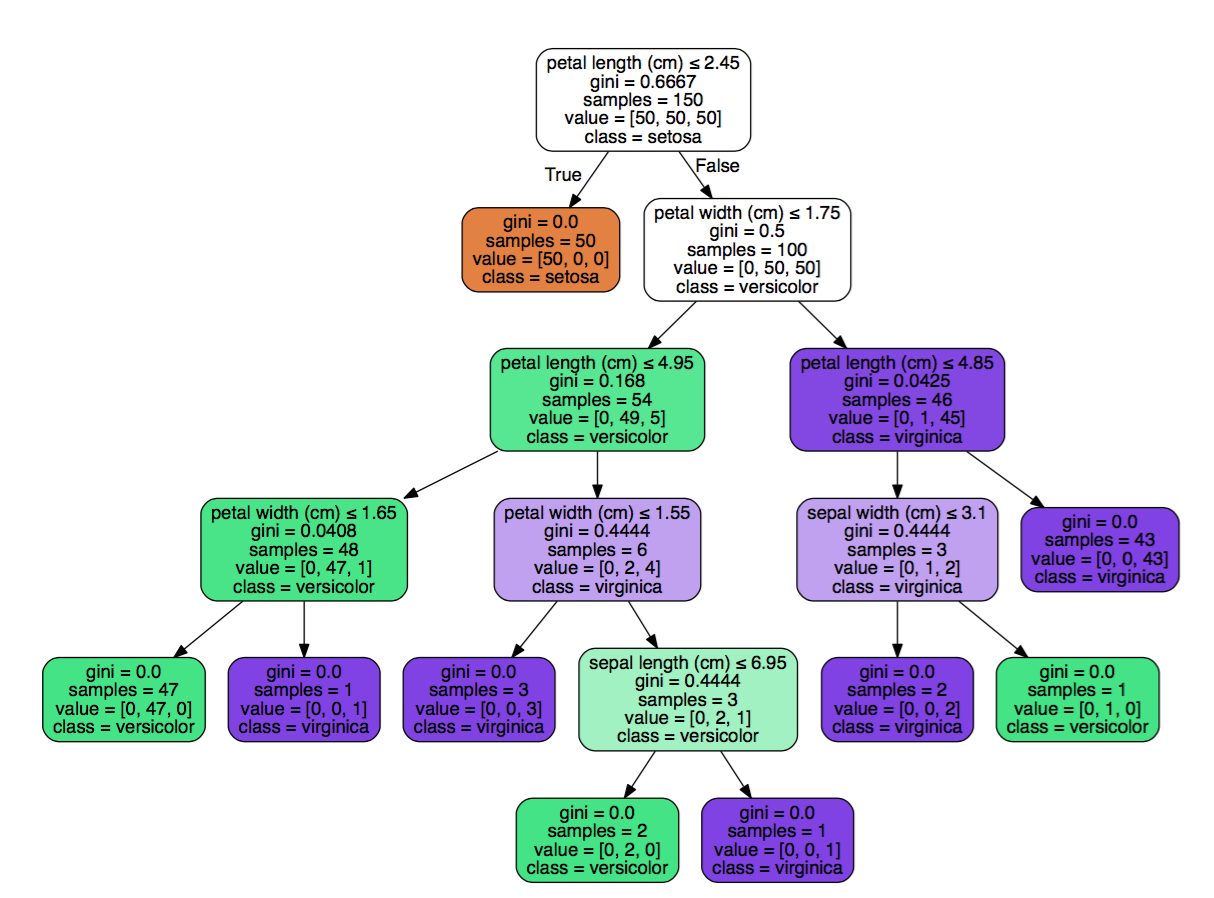 petal length (cm) ≤ 2.45
gini = 0.6667
samples = 150
value = [50, 50, 50]
class = setosa
True
False
gini = 0.0
samples = 50
value = [50, 0, 0]
class = setosa
petal width (cm) ≤ 1.75
gini = 0.5
samples = 100
value = [0, 50, 50]
class = versicolor
petal length (cm) ≤ 4.95
gini = 0.168
samples = 54
value = [0, 49, 5]
class = versicolor
petal length (cm) ≤ 4.85
gini = 0.0425
samples = 46
value = [0, 1, 45]
class = virginica
petal width (cm) ≤ 1.65
gini = 0.0408
samples = 48
value = [0, 47, 1]
class = versicolor
petal width (cm) ≤ 1.55
gini = 0.4444
samples = 6
value = [0, 2, 4]
class = virginica
sepal width (cm) ≤ 3.1
gini = 0.4444
samples = 3
value = [0, 1, 2]
class = virginica
gini = 0.0
samples = 43
value = [0, 0, 43]
class = virginica
gini = 0.0
samples = 47
value = [0, 47, 0]
class = versicolor
gini = 0.0
samples = 1
value = [0, 0, 1]
class = virginica
gini = 0.0
samples = 3
value = [0, 0, 3]
class = virginica
sepal length (cm) ≤ 6.95
gini = 0.4444
samples = 3
value = [0, 2, 1]
class = versicolor
gini = 0.0
samples = 2
value = [0, 0, 2]
class = virginica
gini = 0.0
samples = 1
value = [0, 1, 0]
class = versicolor
gini = 0.0
samples = 2
value = [0, 2, 0]
class = versicolor
gini = 0.0
samples = 1
value = [0, 0, 1]
class = virginica